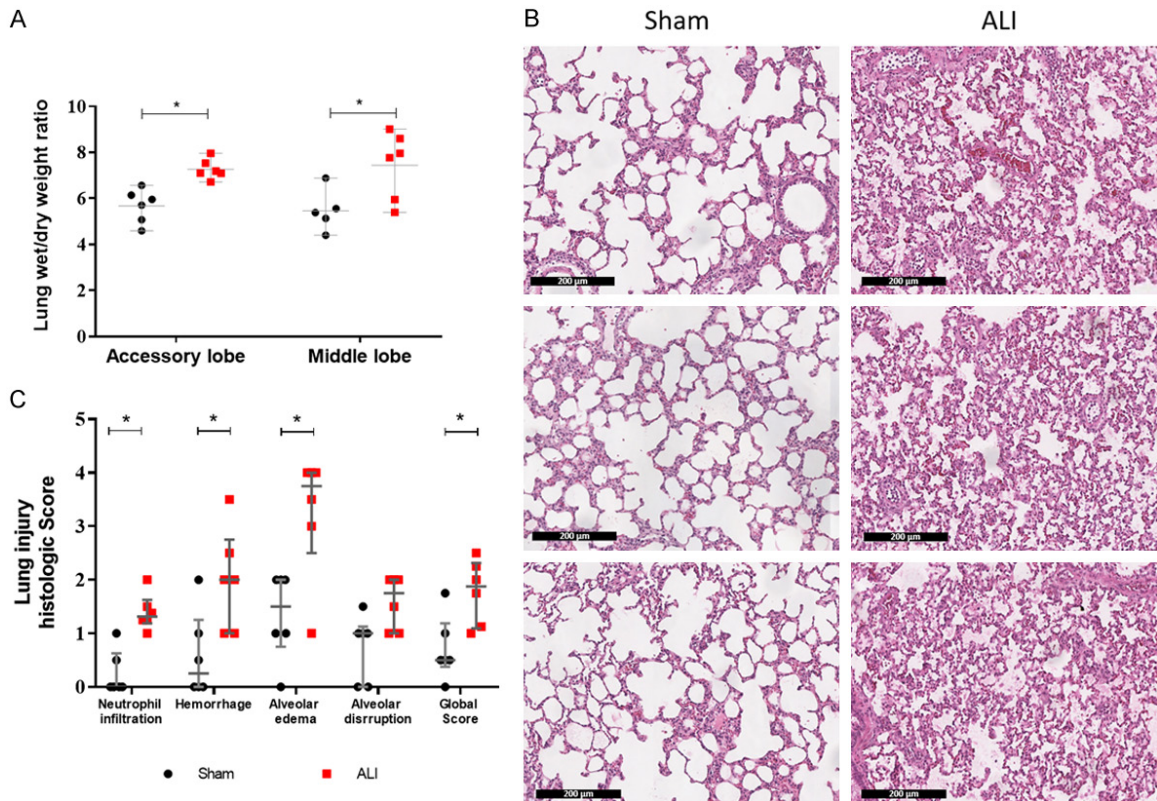 A
Lung wet/dry weight ratio
10
8
6
4
2
0
*
*
Accessory lobe
Middle lobe
B
Sham
ALI
200 µm
200 µm
200 µm
200 µm
200 µm
200 µm
C
Lung injury
histologic Score
5
4
3
2
1
0
*
*
*
*
Neutrophil
infiltration
Hemorrhage
Alveolar
edema
Alveolar
disrruption
Global
Score
Sham
ALI